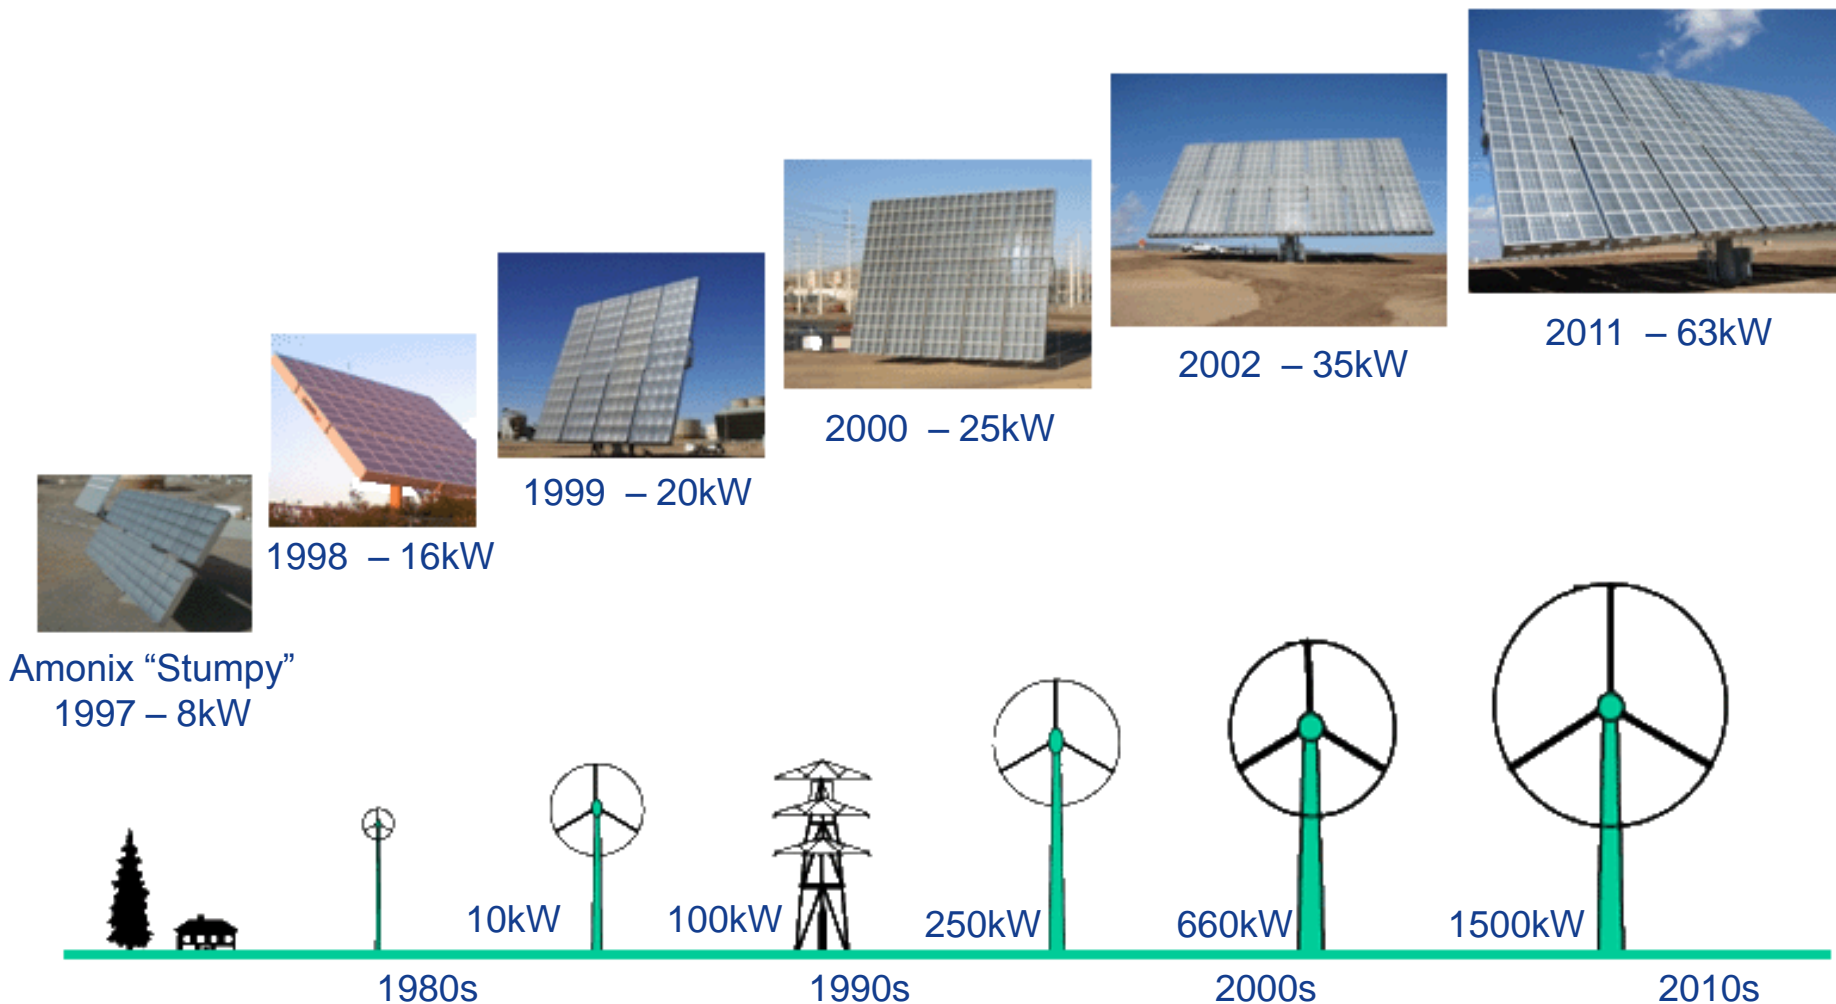 2011 – 63kW
2002 – 35kW
2000 – 25kW
1999 – 20kW
1998 – 16kW
Amonix “Stumpy”
1997 – 8kW
10kW
100kW
250kW
660kW
1500kW
1980s
1990s
2000s
2010s